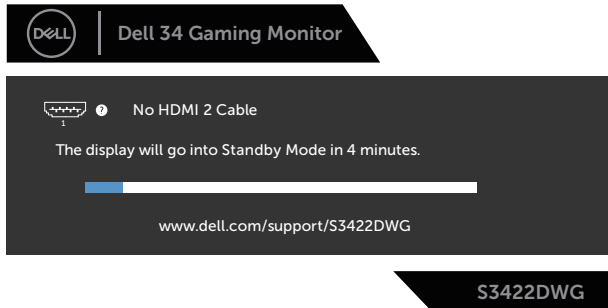 DELL
Dell 34 Gaming Monitor
1
? No HDMI 2 Cable
The display will go into Standby Mode in 4 minutes.
www.dell.com/support/S3422DWG
S3422DWG